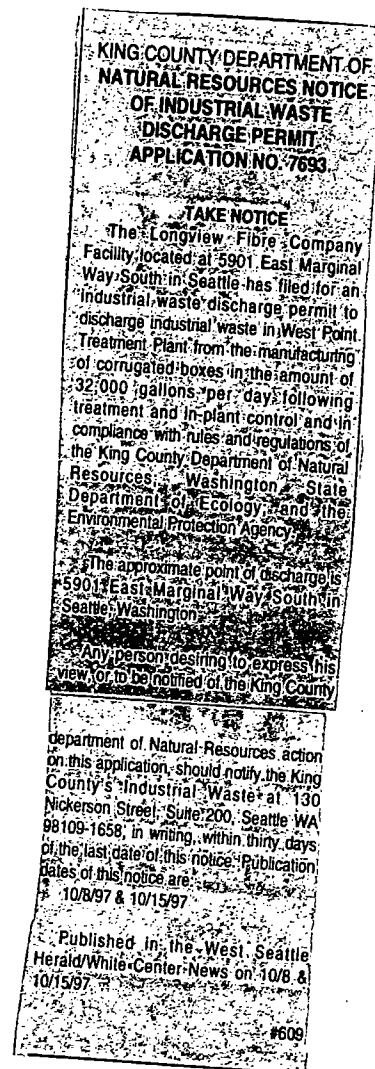 KING COUNTY DEPARTMENT OF
NATURAL RESOURCES NOTICE
OF INDUSTRIAL WASTE
DISCHARGE PERMIT
APPLICATION NO. 7693
TAKE NOTICE
The Longview Fibre Company
Facility, located at 5901 East Marginal
Way South in Seattle has filed for an
industrial waste discharge permit to
discharge industrial waste in West Point
Treatment Plant from the manufacturing
of corrugated boxes in the amount of
32,000 gallons per day following
treatment and in-plant control and in
compliance with rules and regulations of
the King County Department of Natural
Resources, Washington State
Department of Ecology, and the
Environmental Protection Agency.
The approximate point of discharge is
5901 East Marginal Way South in
Seattle, Washington.
Any person desiring to express his
view, or to be notified of the King County
department of Natural Resources action
on this application, should notify the King
County's Industrial Waste at 130
Nickerson Street, Suite 200, Seattle WA
98109-1658, in writing, within thirty days
of the last date of this notice. Publication
dates of this notice are
10/8/97 & 10/15/97
Published in the West Seattle
Herald/White Center News on 10/8 &
10/15/97
#609